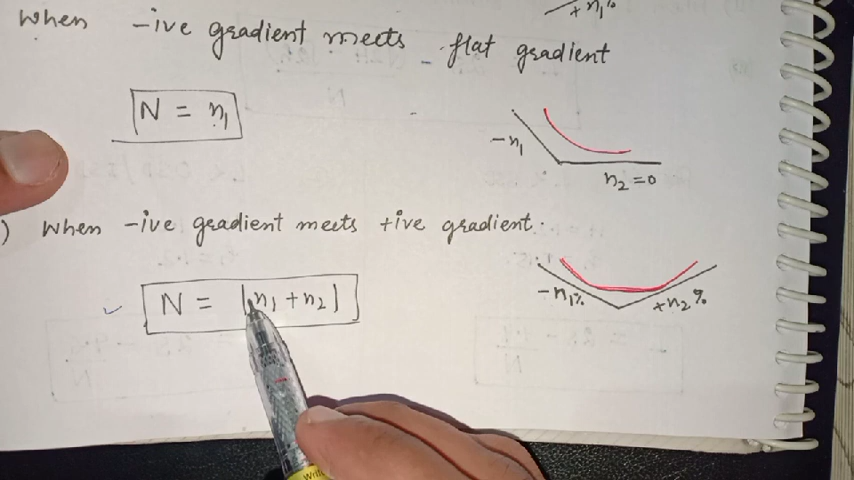 +n₁%
When -ive gradient meets flat gradient
N = n₁
-n₁
n₂=0
) When -ive gradient meets +ive gradient.
N = |n₁+n₂|
-n₁%
+n₂%